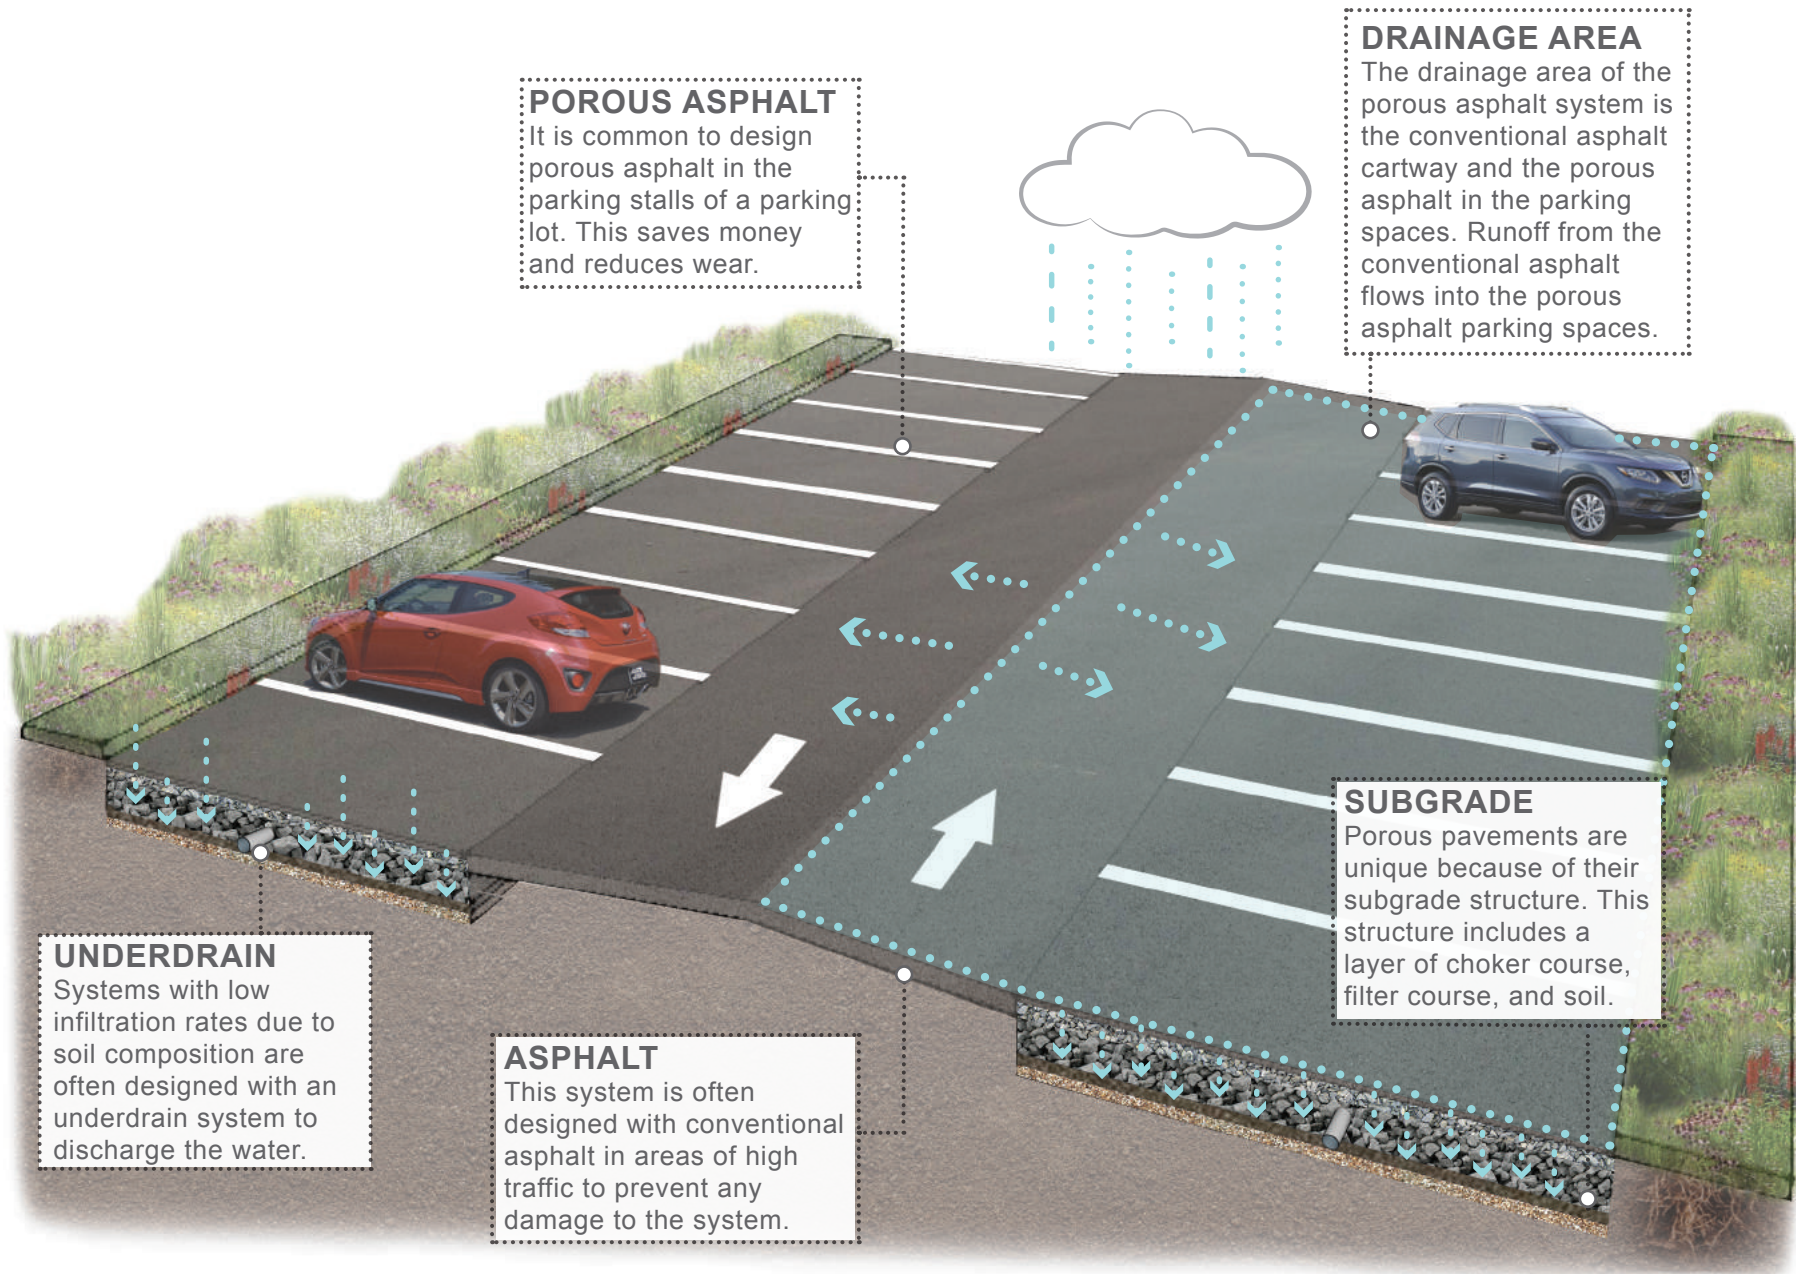 POROUS ASPHALT
It is common to design
porous asphalt in the
parking stalls of a parking
lot. This saves money
and reduces wear.
DRAINAGE AREA
The drainage area of the
porous asphalt system is
the conventional asphalt
cartway and the porous
asphalt in the parking
spaces. Runoff from the
conventional asphalt
flows into the porous
asphalt parking spaces.
SUBGRADE
Porous pavements are
unique because of their
subgrade structure. This
structure includes a
layer of choker course,
filter course, and soil.
UNDERDRAIN
Systems with low
infiltration rates due to
soil composition are
often designed with an
underdrain system to
discharge the water.
ASPHALT
This system is often
designed with conventional
asphalt in areas of high
traffic to prevent any
damage to the system.